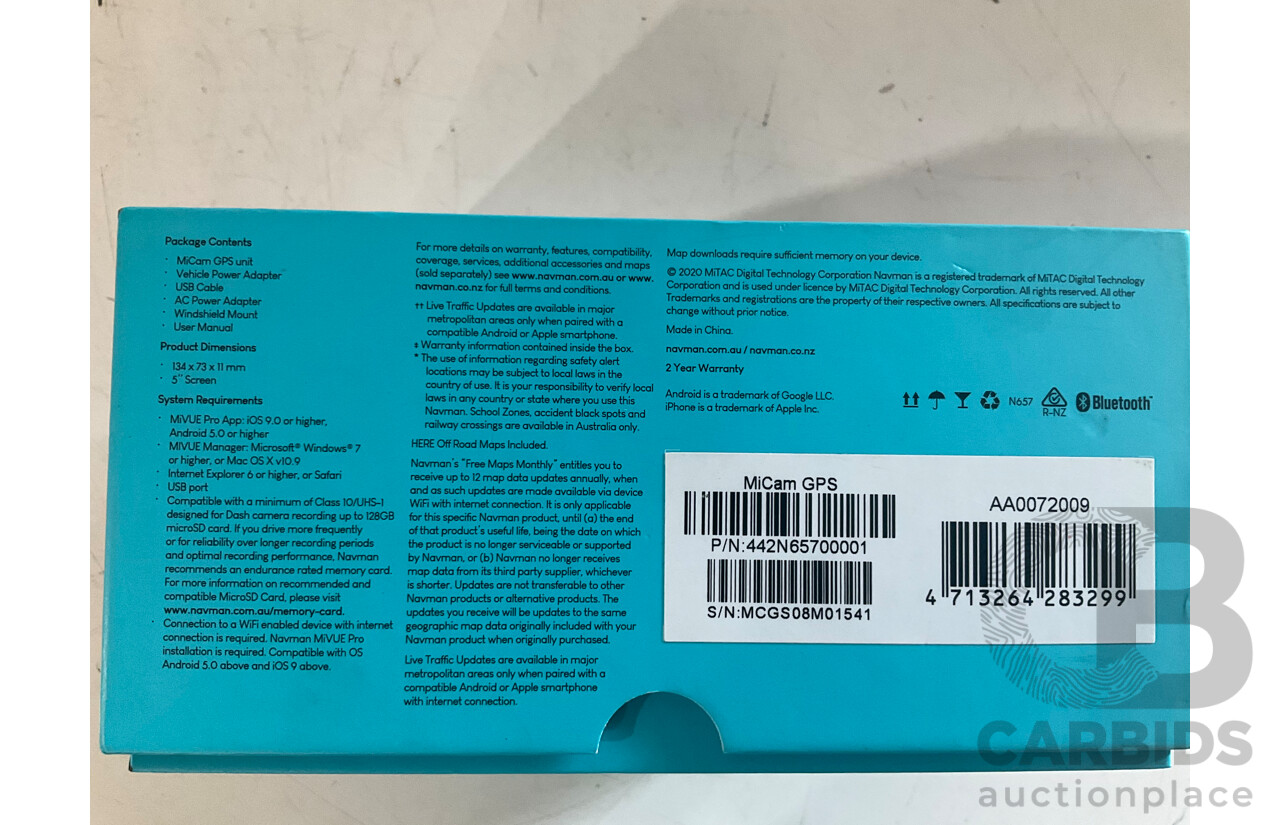 Package Contents
· MiCam GPS unit
· Vehicle Power Adapter
· USB Cable
· AC Power Adapter
· Windshield Mount
· User Manual
Product Dimensions
· 134 x 73 x 11 mm
· 5" Screen
System Requirements
· MiVUE Pro App: iOS 9.0 or higher,
Android 5.0 or higher
· MiVUE Manager: Microsoft® Windows® 7
or higher, or Mac OS X v10.9
· Internet Explorer 6 or higher, or Safari
· USB port
· Compatible with a minimum of Class 10/UHS-1
designed for Dash camera recording up to 128GB
microSD card. If you drive more frequently
or for reliability over longer recording periods
and optimal recording performance, Navman
recommends an endurance rated memory card.
For more information on recommended and
compatible MicroSD Card, please visit
www.navman.com.au/memory-card.
· Connection to a WiFi enabled device with internet
connection is required. Navman MiVUE Pro
installation is required. Compatible with OS
Android 5.0 above and iOS 9 above.
For more details on warranty, features, compatibility,
coverage, services, additional accessories and maps
(sold separately) see www.navman.com.au or www.
navman.co.nz for full terms and conditions.
†† Live Traffic Updates are available in major
metropolitan areas only when paired with a
compatible Android or Apple smartphone.
‡ Warranty information contained inside the box.
* The use of information regarding safety alert
locations may be subject to local laws in the
country of use. It is your responsibility to verify local
laws in any country or state where you use this
Navman. School Zones, accident black spots and
railway crossings are available in Australia only.
HERE Off Road Maps Included.
Navman's "Free Maps Monthly" entitles you to
receive up to 12 map data updates annually, when
and as such updates are made available via device
WiFi with internet connection. It is only applicable
for this specific Navman product, until (a) the end
of that product's useful life, being the date on which
the product is no longer serviceable or supported
by Navman, or (b) Navman no longer receives
map data from its third party supplier, whichever
is shorter. Updates are not transferable to other
Navman products or alternative products. The
updates you receive will be updates to the same
geographic map data originally included with your
Navman product when originally purchased.
Live Traffic Updates are available in major
metropolitan areas only when paired with a
compatible Android or Apple smartphone
with internet connection.
Map downloads require sufficient memory on your device.
© 2020 MiTAC Digital Technology Corporation Navman is a registered trademark of MiTAC Digital Technology
Corporation and is used under licence by MiTAC Digital Technology Corporation. All rights reserved. All other
Trademarks and registrations are the property of their respective owners. All specifications are subject to
change without prior notice.
Made in China.
navman.com.au / navman.co.nz
2 Year Warranty
Android is a trademark of Google LLC.
iPhone is a trademark of Apple Inc.
N657
R-NZ
Bluetooth®
MiCam GPS
P/N:442N65700001
S/N:MCGS08M01541
AA0072009
4 713264 283299
B
CARBIDS
auctionplace